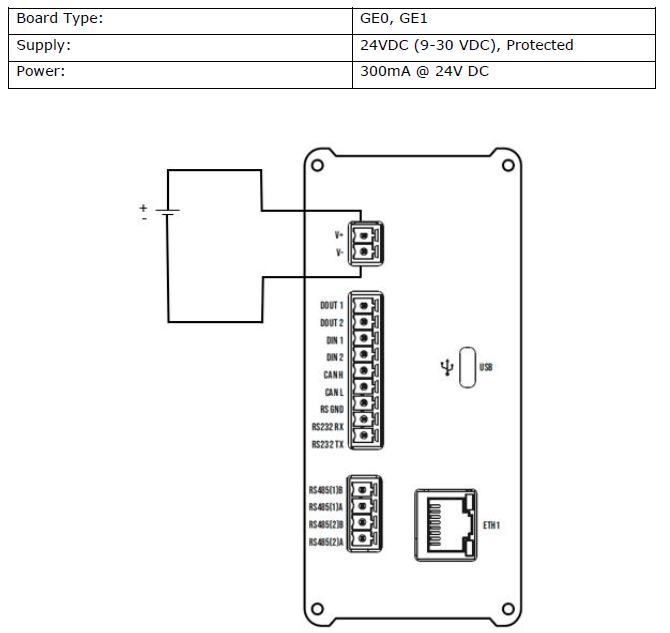 Board Type: GE0, GE1
Supply: 24VDC (9-30 VDC), Protected
Power: 300mA @ 24V DC
+
-
V+
V-
DOUT 1
DOUT 2
DIN 1
DIN 2
CAN H
CAN L
RS GND
RS232 RX
RS232 TX
USB
RS485(1)B
RS485(1)A
RS485(2)B
RS485(2)A
ETH 1